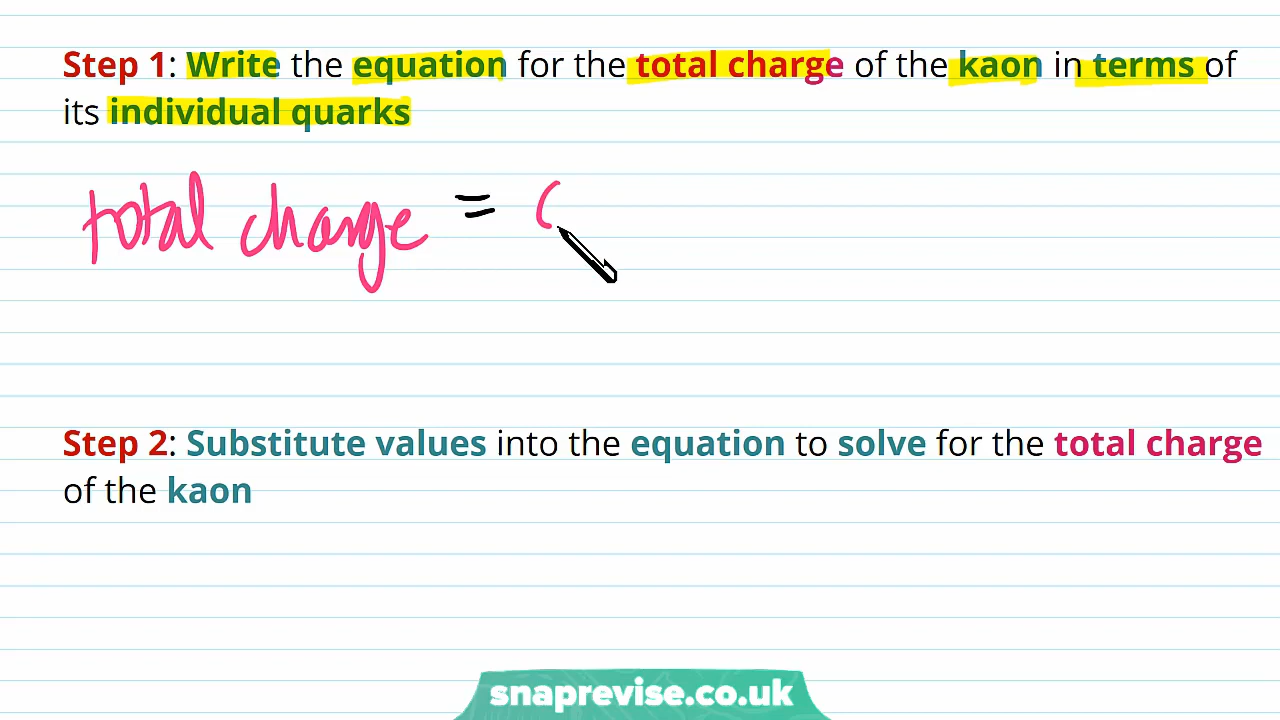 Step 1: Write the equation for the total charge of the kaon in terms of
its individual quarks
total charge = (
Step 2: Substitute values into the equation to solve for the total charge
of the kaon
snaprevise.co.uk